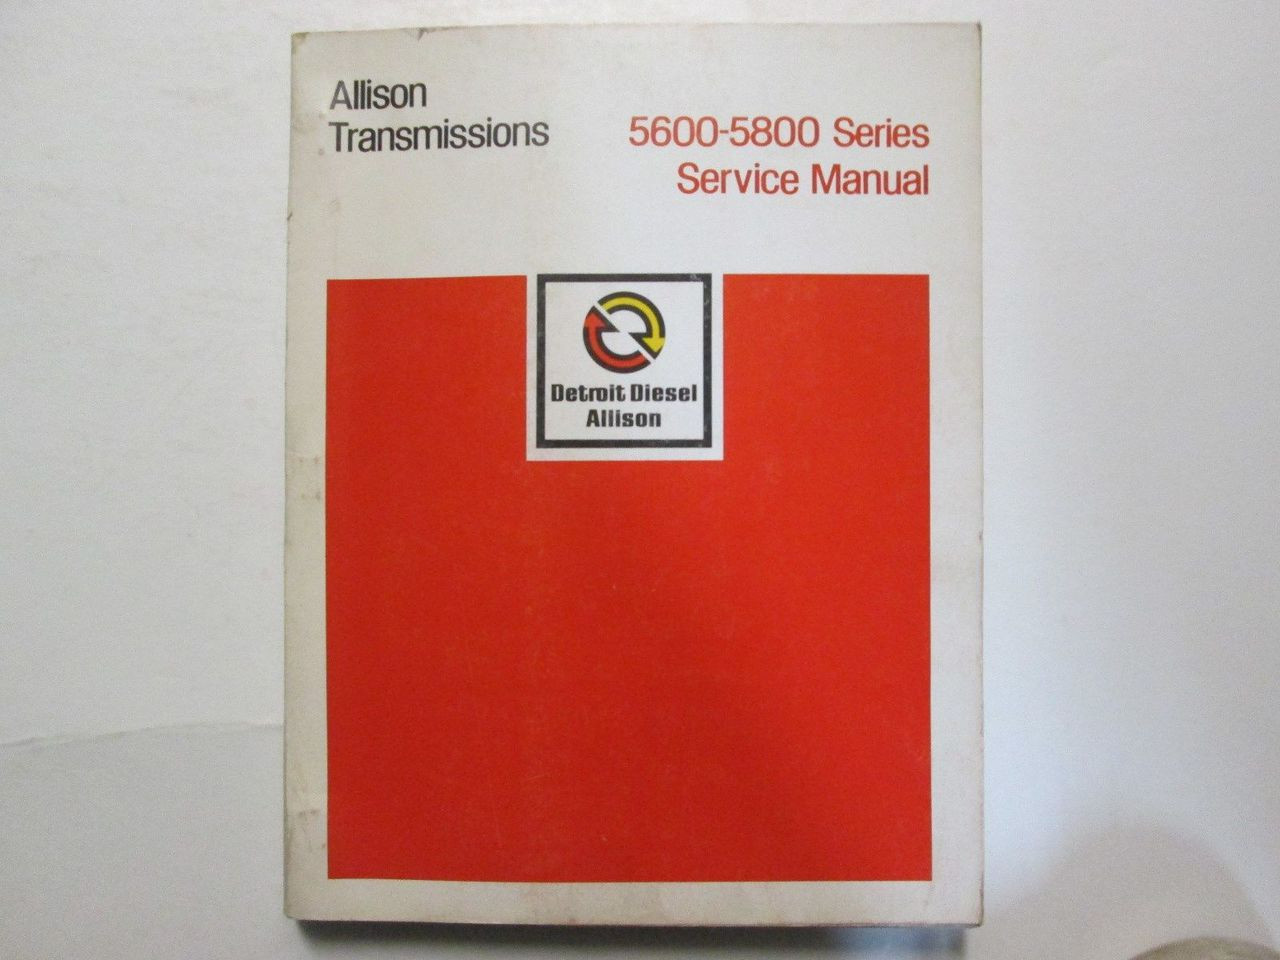 Allison
Transmissions
5600-5800 Series
Service Manual
Detroit Diesel
Allison